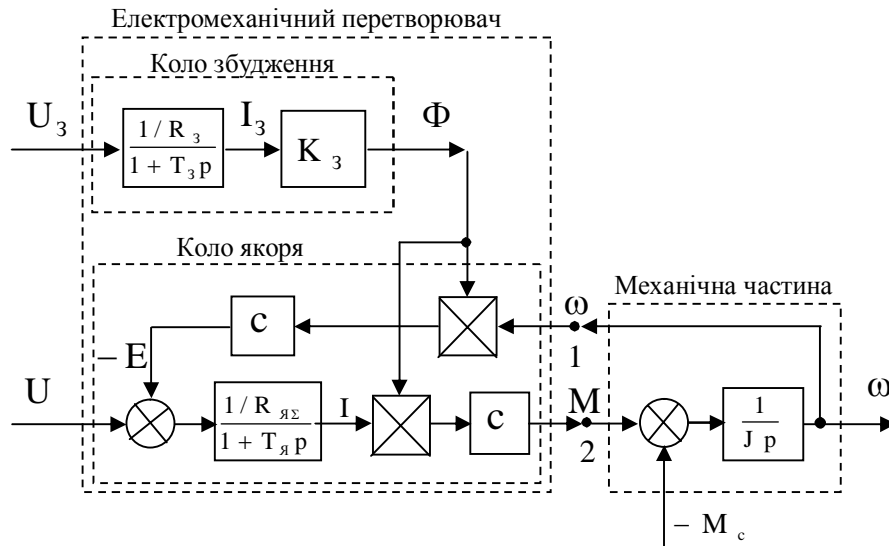 Електромеханічний перетворювач
Коло збудження
U з
1 / R з
1 + T з p
I з
K з
Ф
Коло якоря
Механічна частина
c
ω
1
– E
U
1 / R яΣ
1 + T я p
I
c
M
2
1
J p
ω
– M c